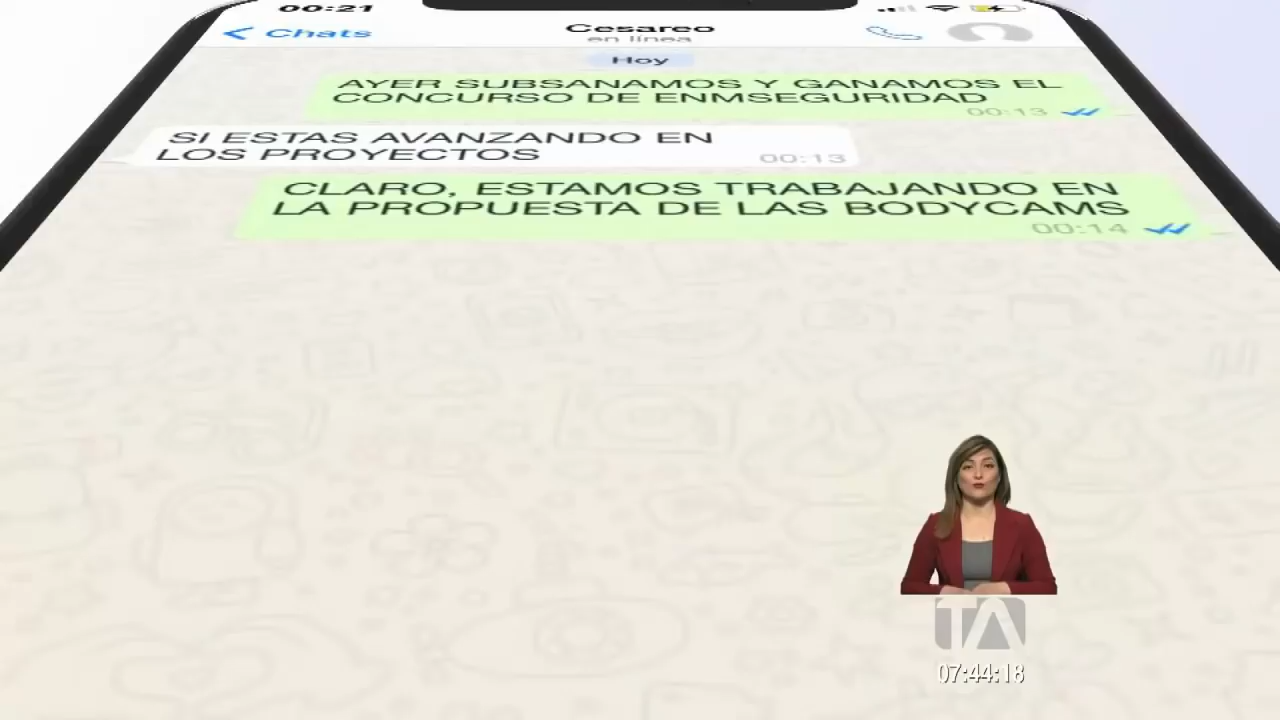 00:21
Chats
Cesareo
en línea
Hoy
AYER SUBSANAMOS Y GANAMOS EL
CONCURSO DE ENMSEGURIDAD
00:13
SI ESTAS AVANZANDO EN
LOS PROYECTOS
00:13
CLARO, ESTAMOS TRABAJANDO EN
LA PROPUESTA DE LAS BODYCAMS
00:14
TA
07:44:18